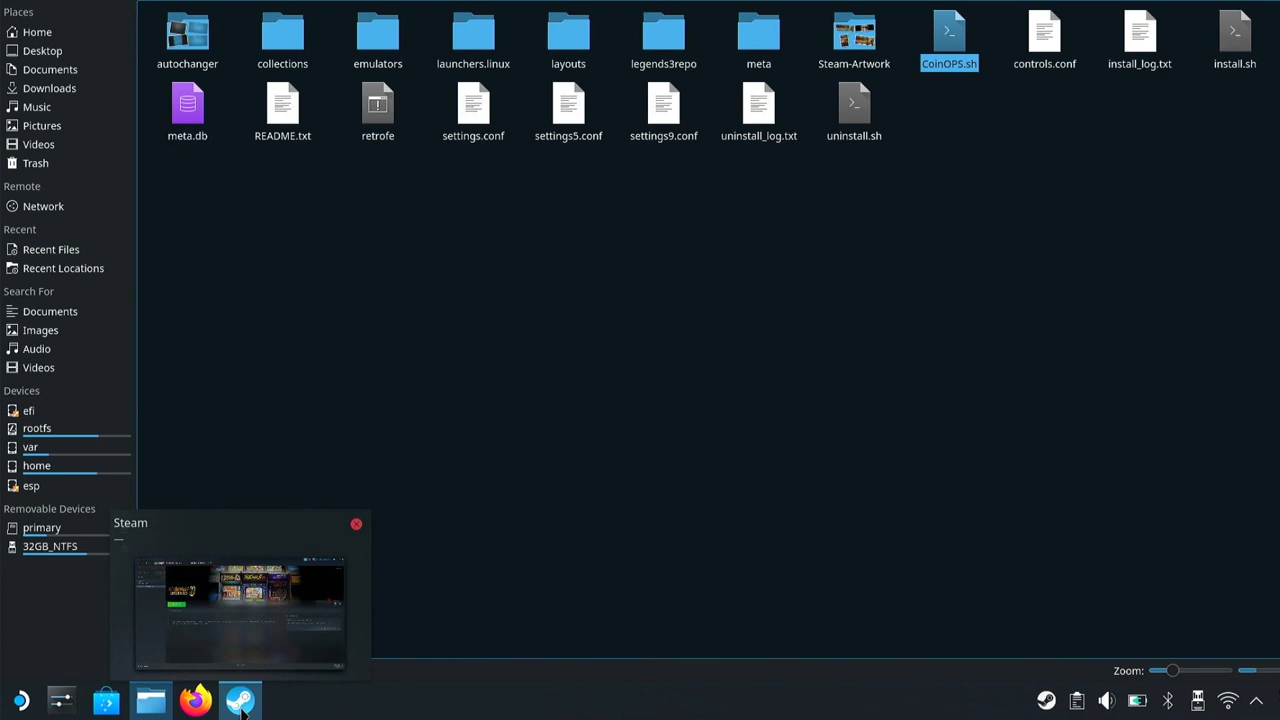 Places
Home
Desktop
Documents
Downloads
Music
Pictures
Videos
Trash
Remote
Network
Recent
Recent Files
Recent Locations
Search For
Documents
Images
Audio
Videos
Devices
efi
rootfs
var
home
esp
Removable Devices
primary
32GB_NTFS
autochanger
collections
emulators
launchers.linux
layouts
legends3repo
meta
Steam-Artwork
CoinOPS.sh
controls.conf
install_log.txt
install.sh
meta.db
README.txt
retrofe
settings.conf
settings5.conf
settings9.conf
uninstall_log.txt
uninstall.sh
Steam
—
Zoom: